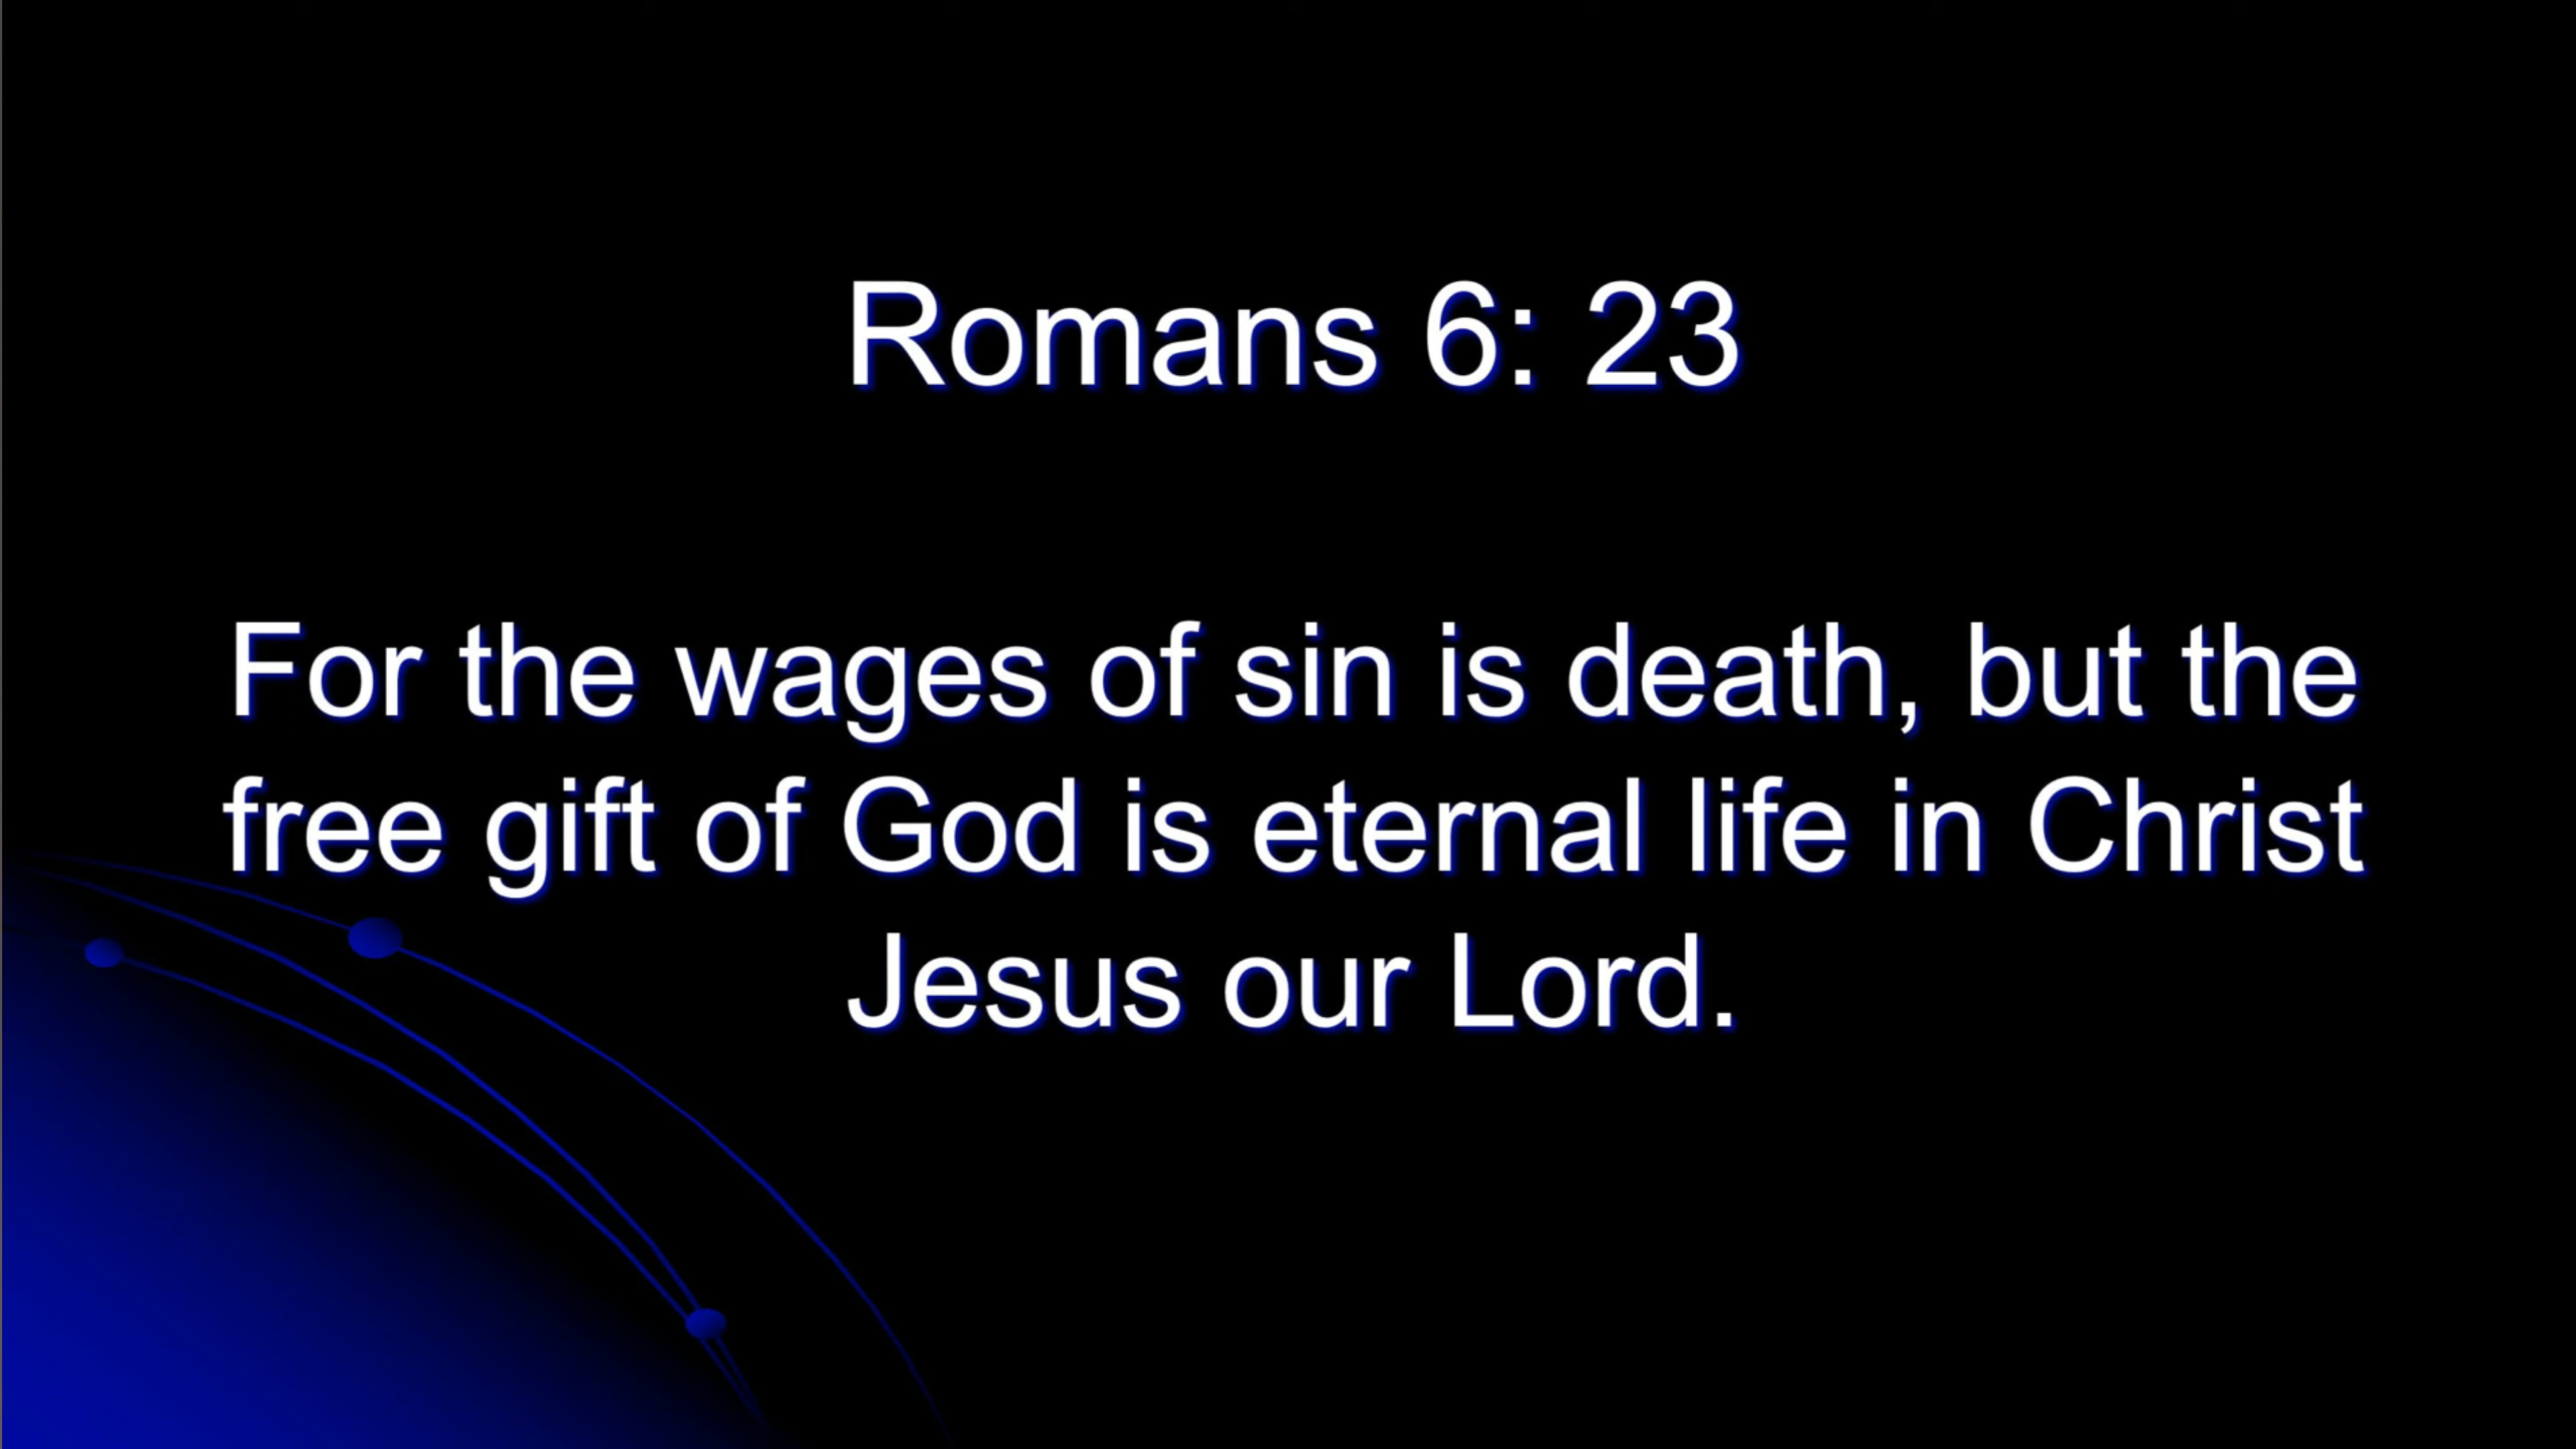 Romans 6: 23
For the wages of sin is death, but the
free gift of God is eternal life in Christ
Jesus our Lord.